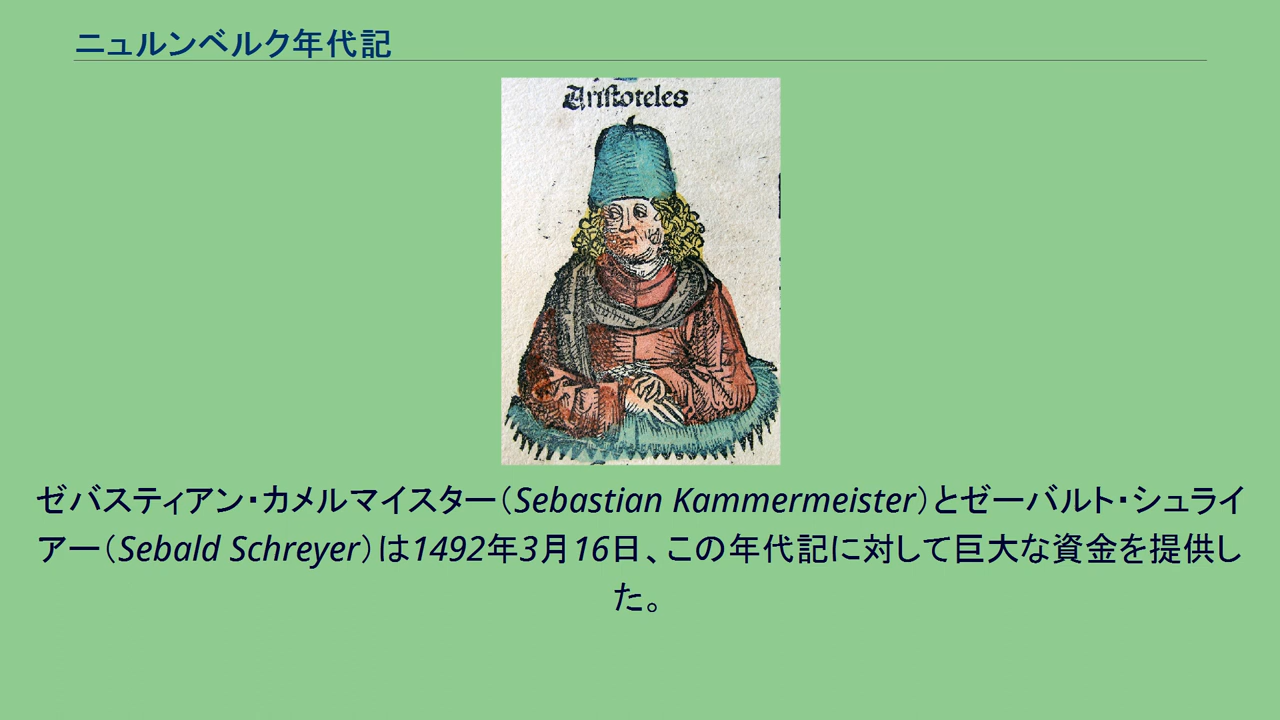 ニュルンベルク年代記
Aristoteles
ゼバスティアン・カメルマイスター（Sebastian Kammermeister）とゼーバルト・シュライ
アー（Sebald Schreyer）は1492年3月16日、この年代記に対して巨大な資金を提供し
た。